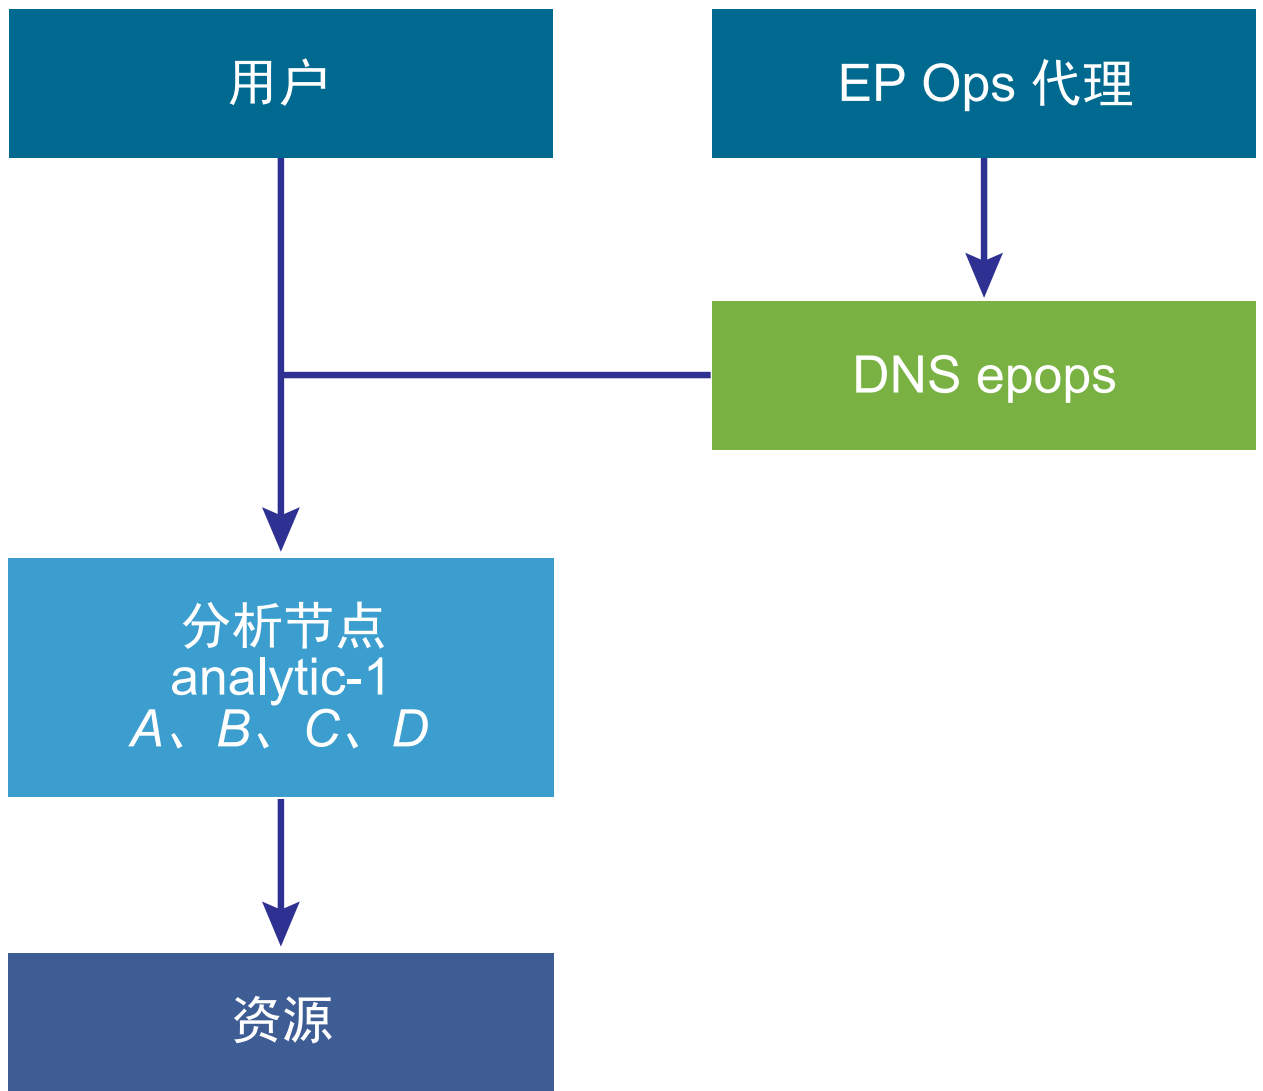 用户
EP Ops 代理
DNS epops
分析节点
analytic-1
A、B、C、D
资源